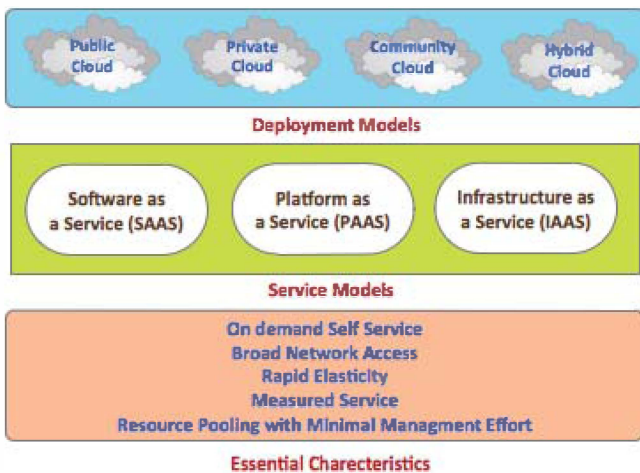 Public
Cloud
Private
Cloud
Community
Cloud
Hybrid
Cloud
Deployment Models
Software as
a Service (SAAS)
Platform as
a Service (PAAS)
Infrastructure as
a Service (IAAS)
Service Models
On demand Self Service
Broad Network Access
Rapid Elasticity
Measured Service
Resource Pooling with Minimal Managment Effort
Essential Charecteristics